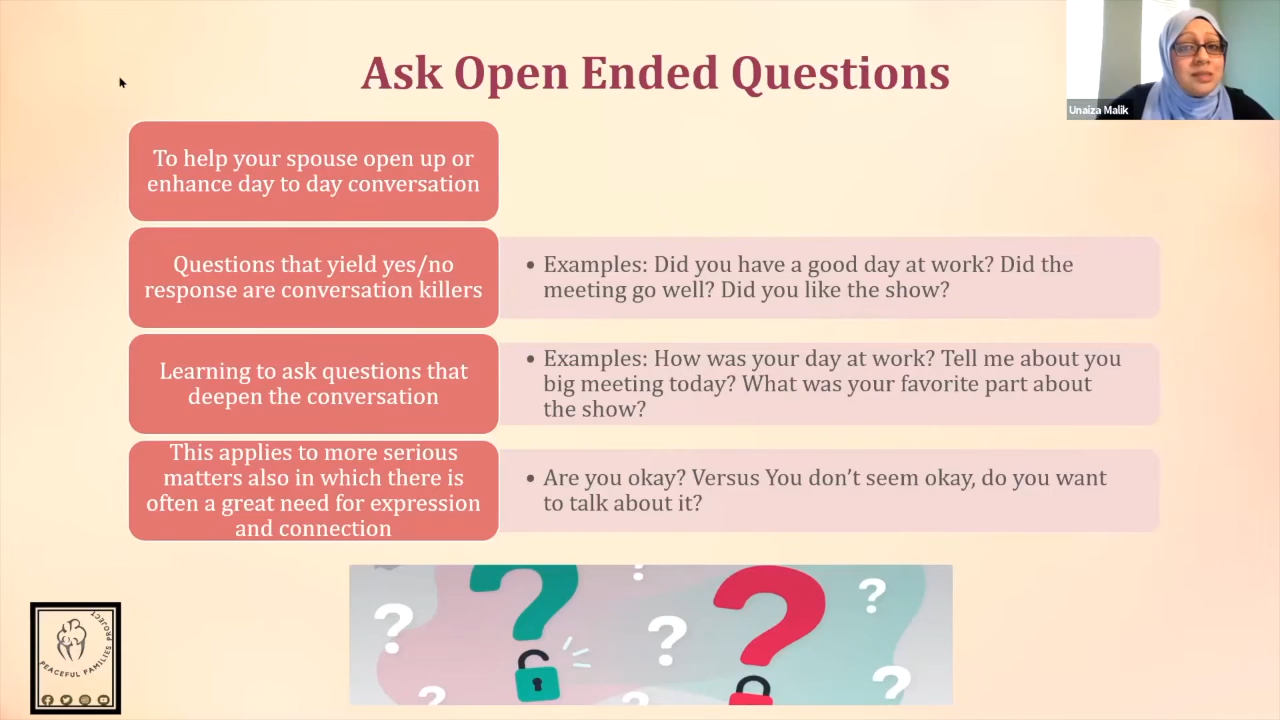 Ask Open Ended Questions
Unaiza Malik
To help your spouse open up or
enhance day to day conversation
Questions that yield yes/no
response are conversation killers
• Examples: Did you have a good day at work? Did the
meeting go well? Did you like the show?
Learning to ask questions that
deepen the conversation
• Examples: How was your day at work? Tell me about you
big meeting today? What was your favorite part about
the show?
This applies to more serious
matters also in which there is
often a great need for expression
and connection
• Are you okay? Versus You don’t seem okay, do you want
to talk about it?
? ? ? ? ? ? ? ? ?
PEACEFUL FAMILIES PROJECT